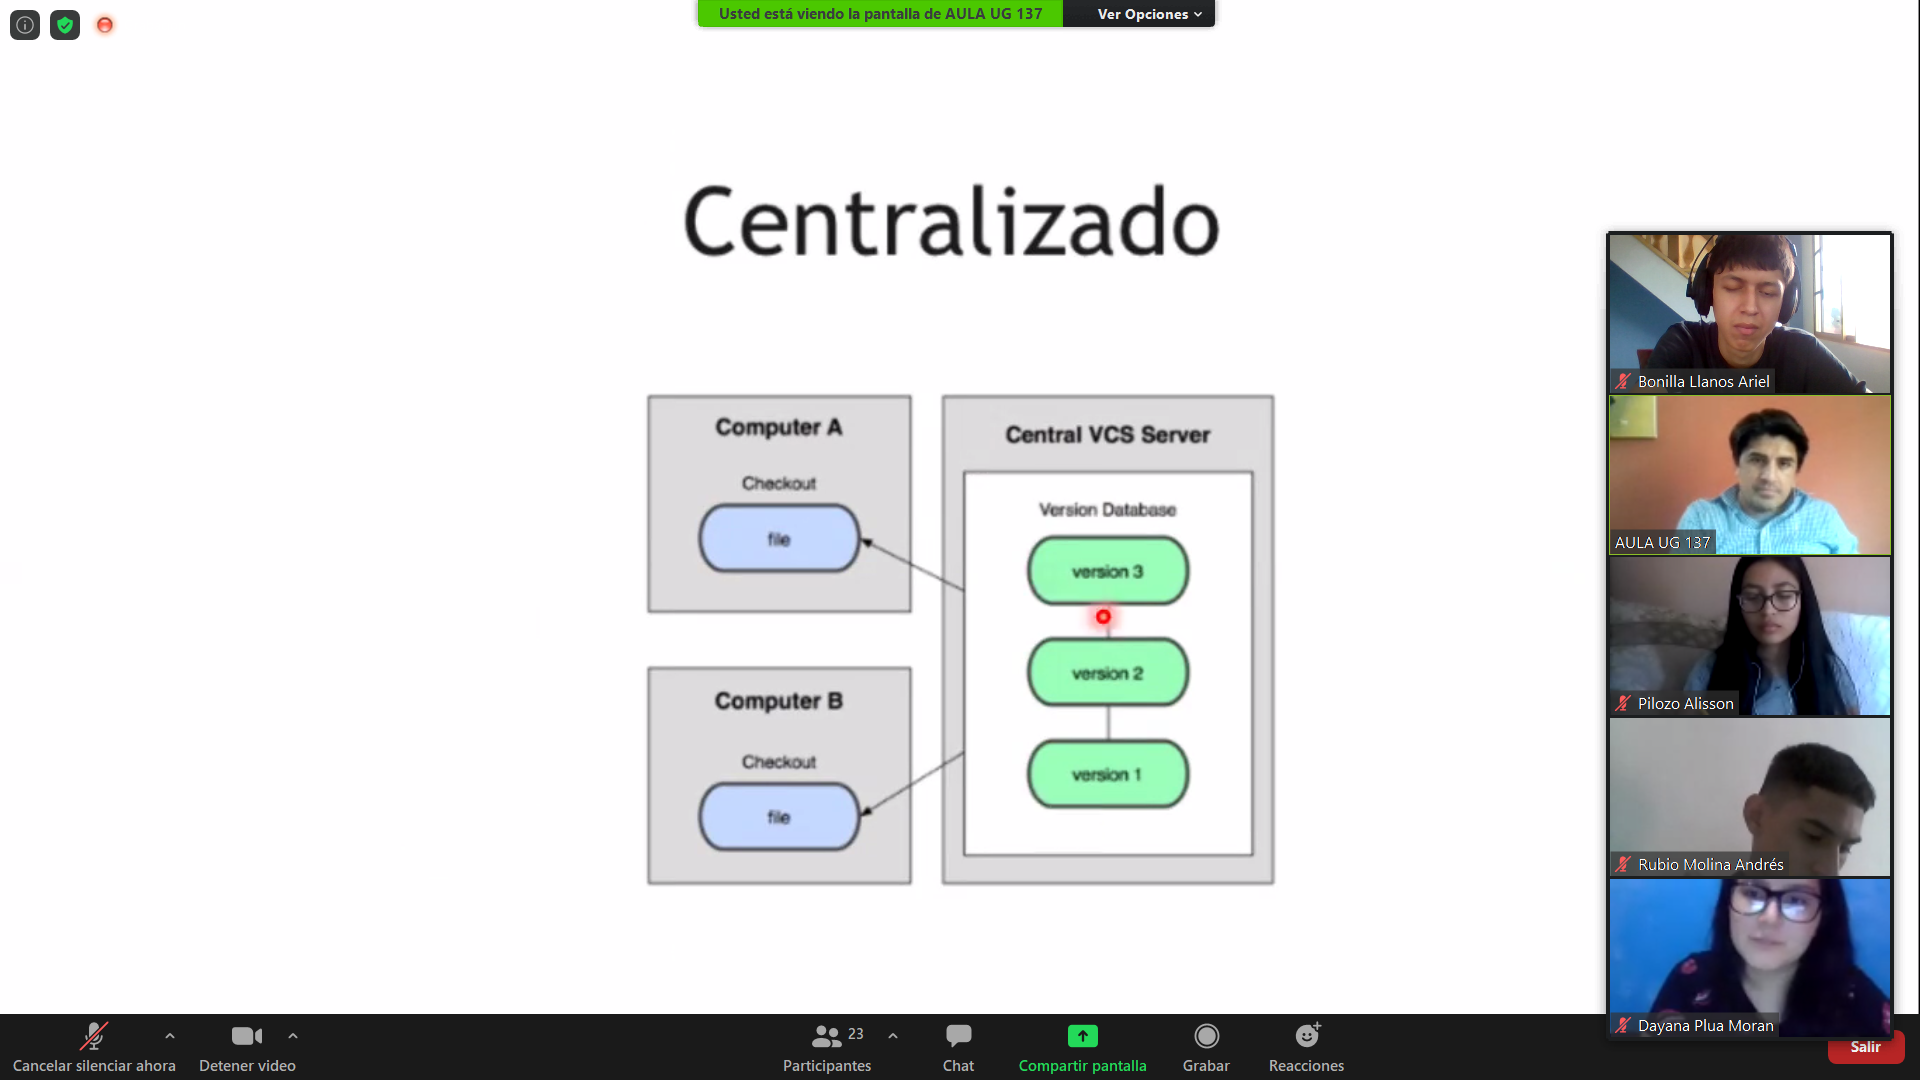 Usted está viendo la pantalla de AULA UG 137
Ver Opciones
Centralizado
Computer A
Checkout
file
Central VCS Server
Version Database
version 3
version 2
version 1
Computer B
Checkout
file
Bonilla Llanos Ariel
AULA UG 137
Pilozo Alisson
Rubio Molina Andrés
Dayana Plua Moran
Cancelar silenciar ahora
Detener video
23
Participantes
Chat
Compartir pantalla
Grabar
Reacciones
Salir